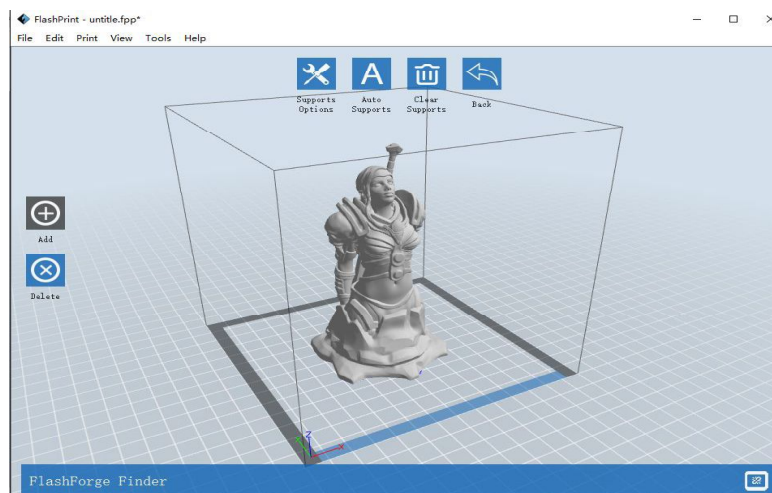 FlashPrint - untitle.fpp*
File Edit Print View Tools Help
A
Supports Options
Auto Supports
Clear Supports
Back
Add
Delete
Z
X
FlashForge Finder